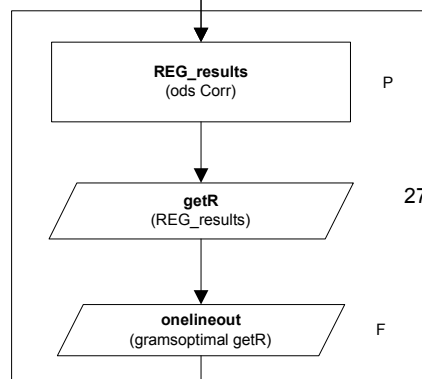 REG_results
(ods Corr)
P
getR
(REG_results)
27
onelineout
(gramsoptimal getR)
F